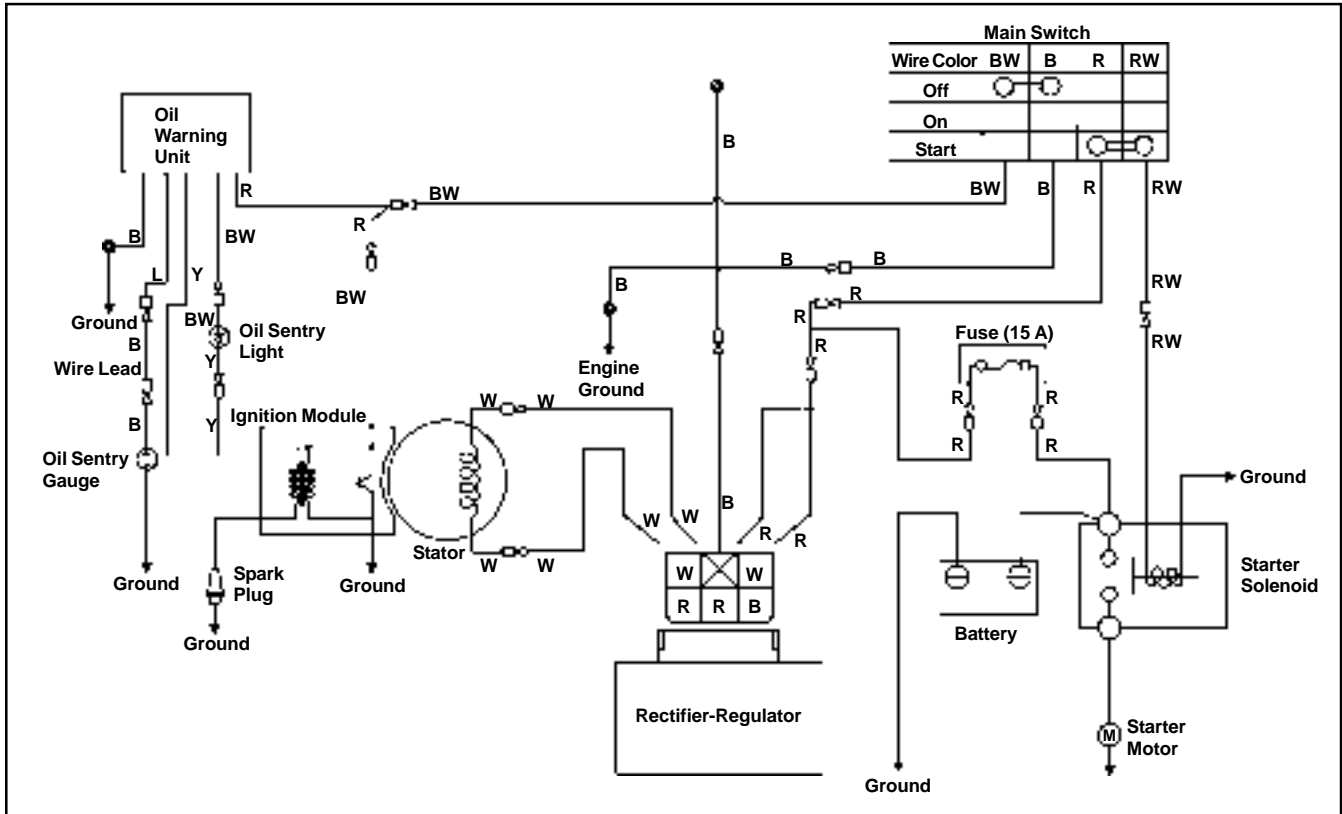 Main Switch
Wire Color BW B R RW
Off
On
Start
Oil
Warning
Unit
B
R
BW
BW
B
R
RW
B
L
Y
BW
R
BW
B
B
B
RW
RW
Ground
B
Wire Lead
B
BW
Y
Y
Oil Sentry
Light
Oil Sentry
Gauge
Ground
Engine
Ground
R
R
R
Fuse (15 A)
R
R
R
R
Ignition Module
W
W
Stator
W
W
W
W
B
R
R
W
W
R
R
B
Spark
Plug
Ground
Ground
Rectifier-Regulator
Ground
Battery
Ground
Starter
Solenoid
M
Starter
Motor